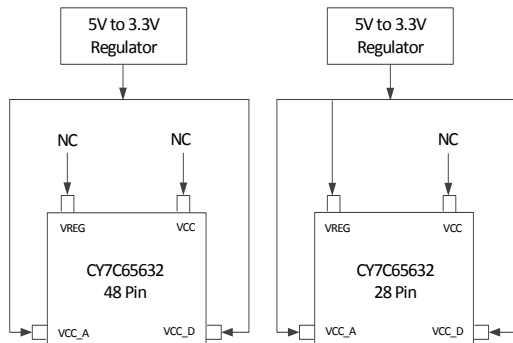 5V to 3.3V
Regulator
NC
NC
VREG
VCC
CY7C65632
48 Pin
VCC_A
VCC_D
5V to 3.3V
Regulator
NC
VREG
VCC
CY7C65632
28 Pin
VCC_A
VCC_D